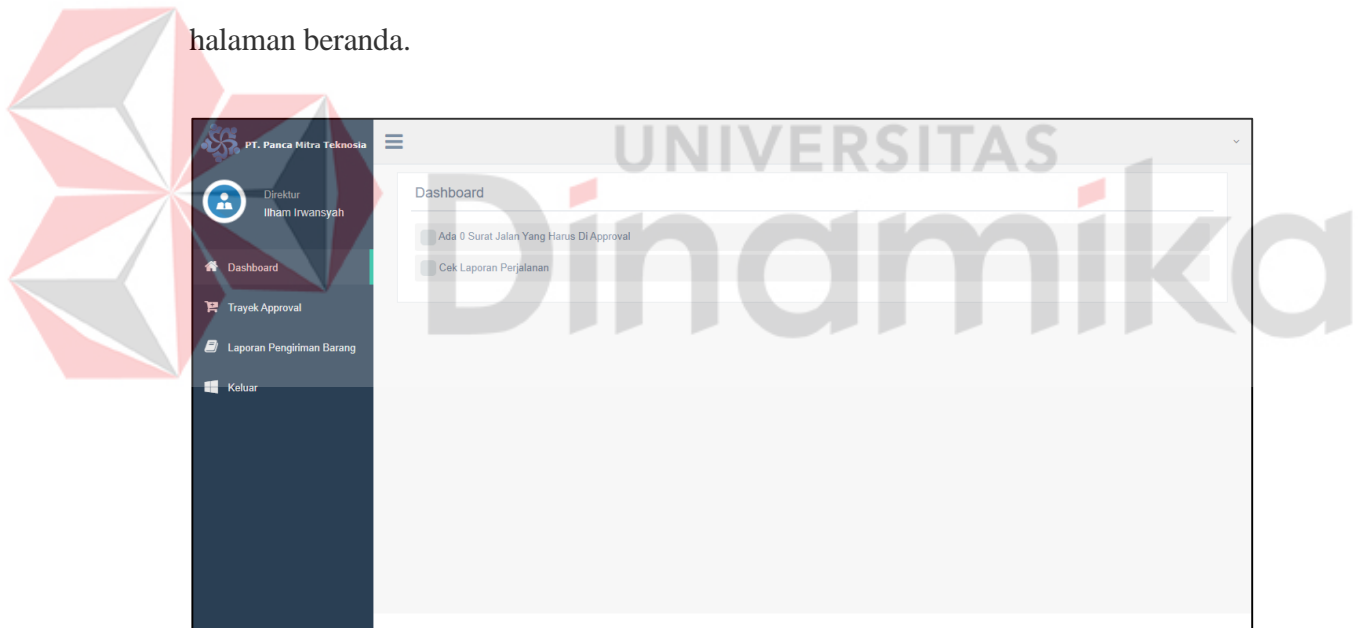 halaman beranda.
UNIVERSITAS
Dinamika
PT. Panca Mitra Teknosia
Direktur
Ilham Irwansyah
Dashboard
Trayek Approval
Laporan Pengiriman Barang
Keluar
Dashboard
Ada 0 Surat Jalan Yang Harus Di Approval
Cek Laporan Perjalanan